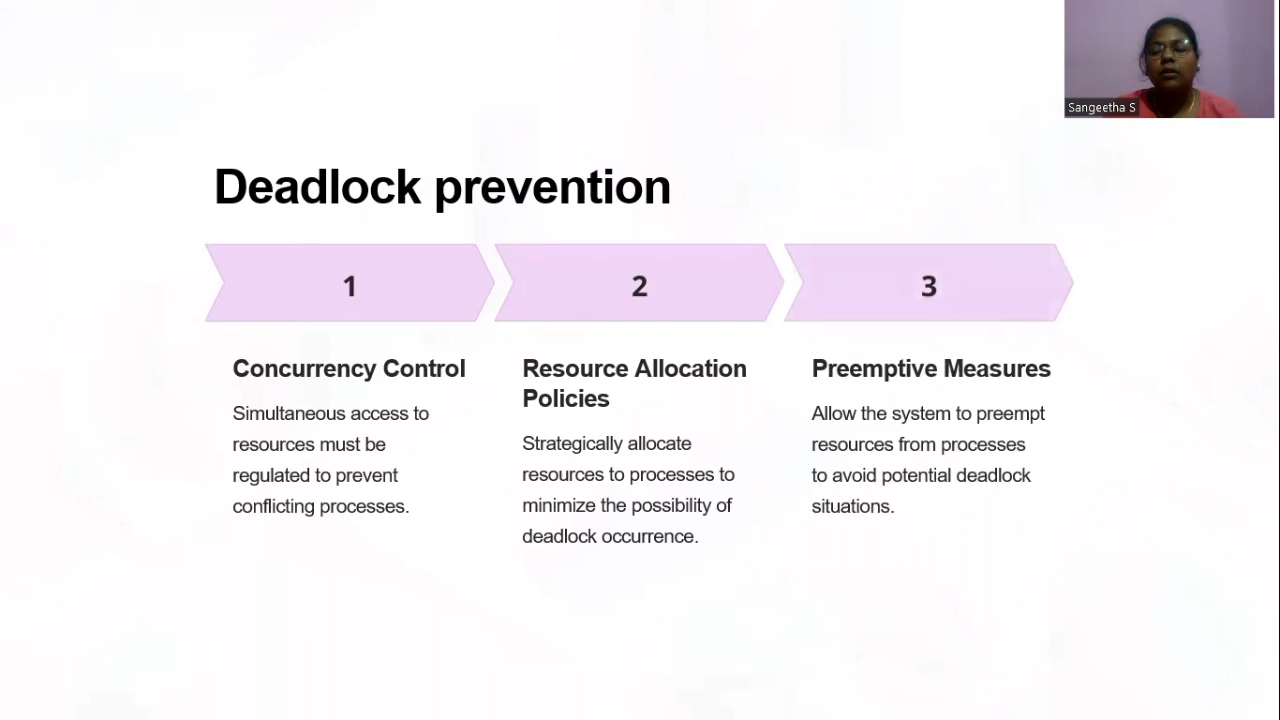 Sangeetha S
Deadlock prevention
1
2
3
Concurrency Control
Simultaneous access to
resources must be
regulated to prevent
conflicting processes.
Resource Allocation
Policies
Strategically allocate
resources to processes to
minimize the possibility of
deadlock occurrence.
Preemptive Measures
Allow the system to preempt
resources from processes
to avoid potential deadlock
situations.